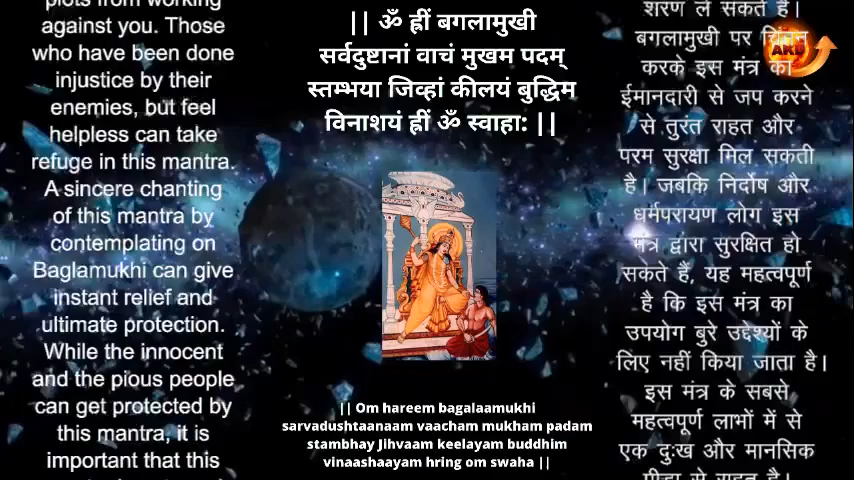 plots from working
against you. Those
who have been done
injustice by their
enemies, but feel
helpless can take
refuge in this mantra.
A sincere chanting
of this mantra by
contemplating on
Baglamukhi can give
instant relief and
ultimate protection.
While the innocent
and the pious people
can get protected by
this mantra, it is
important that this
|| ॐ ह्रीं बगलामुखी
सर्वदुष्टानां वाचं मुखम पदम्
स्तम्भया जिव्हां कीलयं बुद्धिम
विनाशयं ह्रीं ॐ स्वाहा: ||
|| Om hareem bagalaamukhi
sarvadushtaanaam vaacham mukham padam
stambhay Jihvaam keelayam buddhim
vinaashaayam hring om swaha ||
शरण ले सकते हैं।
बगलामुखी पर चिंतन
करके इस मंत्र का
ईमानदारी से जप करने
से तुरंत राहत और
परम सुरक्षा मिल सकती
है। जबकि निर्दोष और
धर्मपरायण लोग इस
मंत्र द्वारा सुरक्षित हो
सकते हैं, यह महत्वपूर्ण
है कि इस मंत्र का
उपयोग बुरे उद्देश्यों के
लिए नहीं किया जाता है।
इस मंत्र के सबसे
महत्वपूर्ण लाभों में से
एक दुःख और मानसिक
पीड़ा से राहत है।
ARD